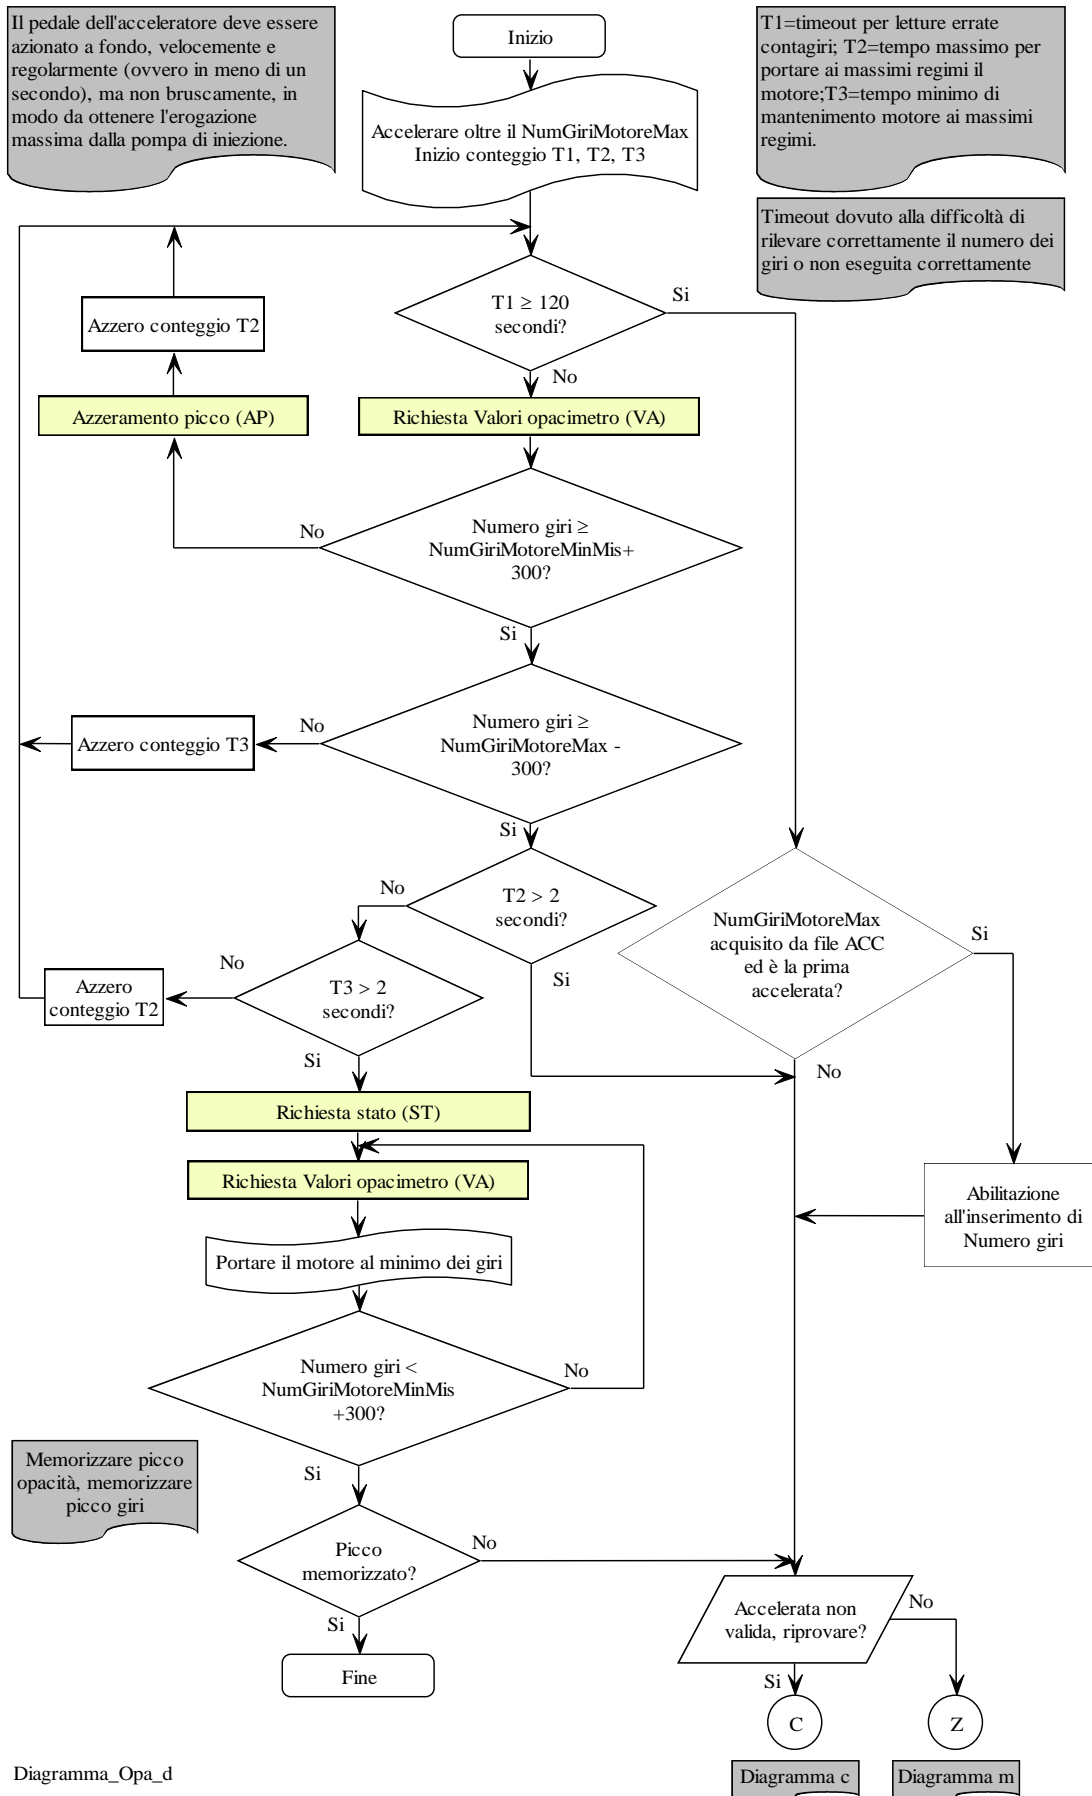 Il pedale dell'acceleratore deve essere
azionato a fondo, velocemente e
regolarmente (ovvero in meno di un
secondo), ma non bruscamente, in
modo da ottenere l'erogazione
massima dalla pompa di iniezione.
Inizio
T1=timeout per letture errate
contagiri; T2=tempo massimo per
portare ai massimi regimi il
motore;T3=tempo minimo di
mantenimento motore ai massimi
regimi.
Accelerare oltre il NumGiriMotoreMax
Inizio conteggio T1, T2, T3
Timeout dovuto alla difficoltà di
rilevare correttamente il numero dei
giri o non eseguita correttamente
T1 ≥ 120
secondi?
Si
Azzero conteggio T2
No
Azzeramento picco (AP)
Richiesta Valori opacimetro (VA)
No
Numero giri ≥
NumGiriMotoreMinMis+
300?
Si
Azzero conteggio T3
No
Numero giri ≥
NumGiriMotoreMax -
300?
Si
No
T2 > 2
secondi?
Si
NumGiriMotoreMax
acquisito da file ACC
ed è la prima
accelerata?
Si
No
Azzero
conteggio T2
No
T3 > 2
secondi?
Si
Richiesta stato (ST)
Richiesta Valori opacimetro (VA)
Abilitazione
all'inserimento di
Numero giri
Portare il motore al minimo dei giri
Numero giri <
NumGiriMotoreMinMis
+300?
No
Si
Memorizzare picco
opacità, memorizzare
picco giri
Picco
memorizzato?
No
Si
Accelerata non
valida, riprovare?
No
Si
Fine
C
Z
Diagramma_Opa_d
Diagramma c
Diagramma m